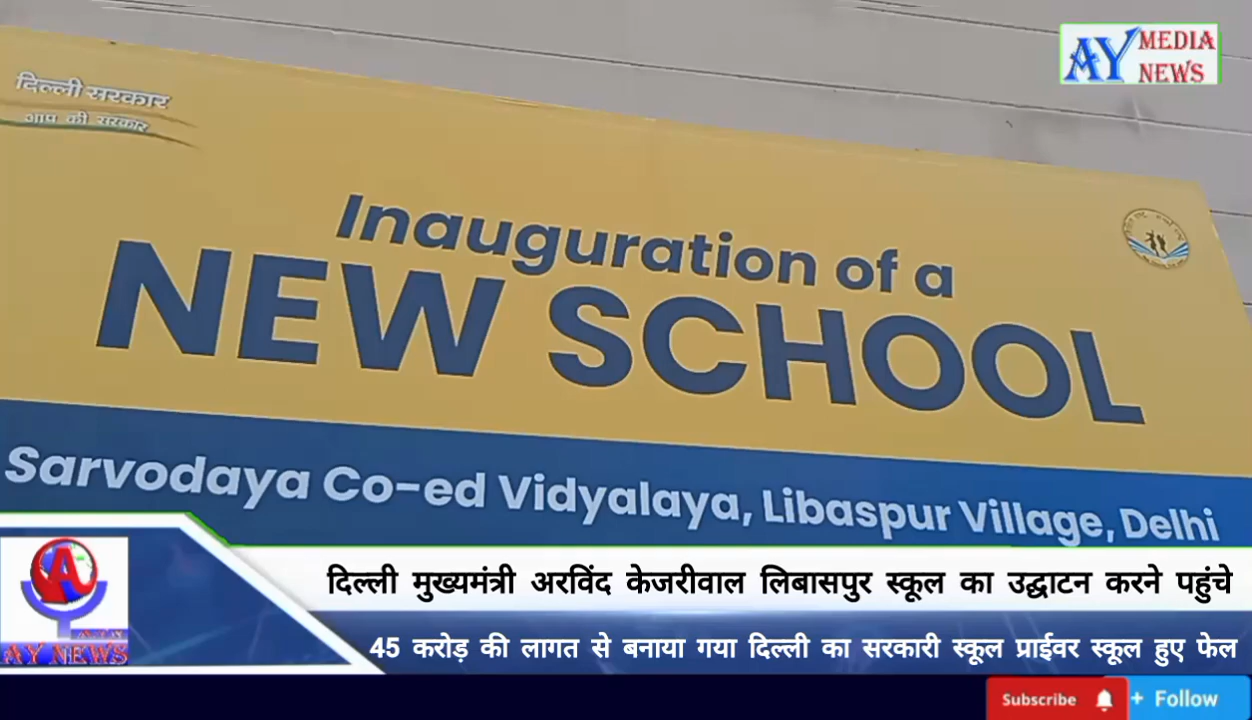 AY MEDIA
NEWS
दिल्ली सरकार
आप की सरकार
Inauguration of a
NEW SCHOOL
Sarvodaya Co-ed Vidyalaya, Libaspur Village, Delhi
A
AYN
AY NEWS
दिल्ली मुख्यमंत्री अरविंद केजरीवाल लिबासपुर स्कूल का उद्घाटन करने पहुंचे
45 करोड़ की लागत से बनाया गया दिल्ली का सरकारी स्कूल प्राईवर स्कूल हुए फेल
Subscribe
+ Follow